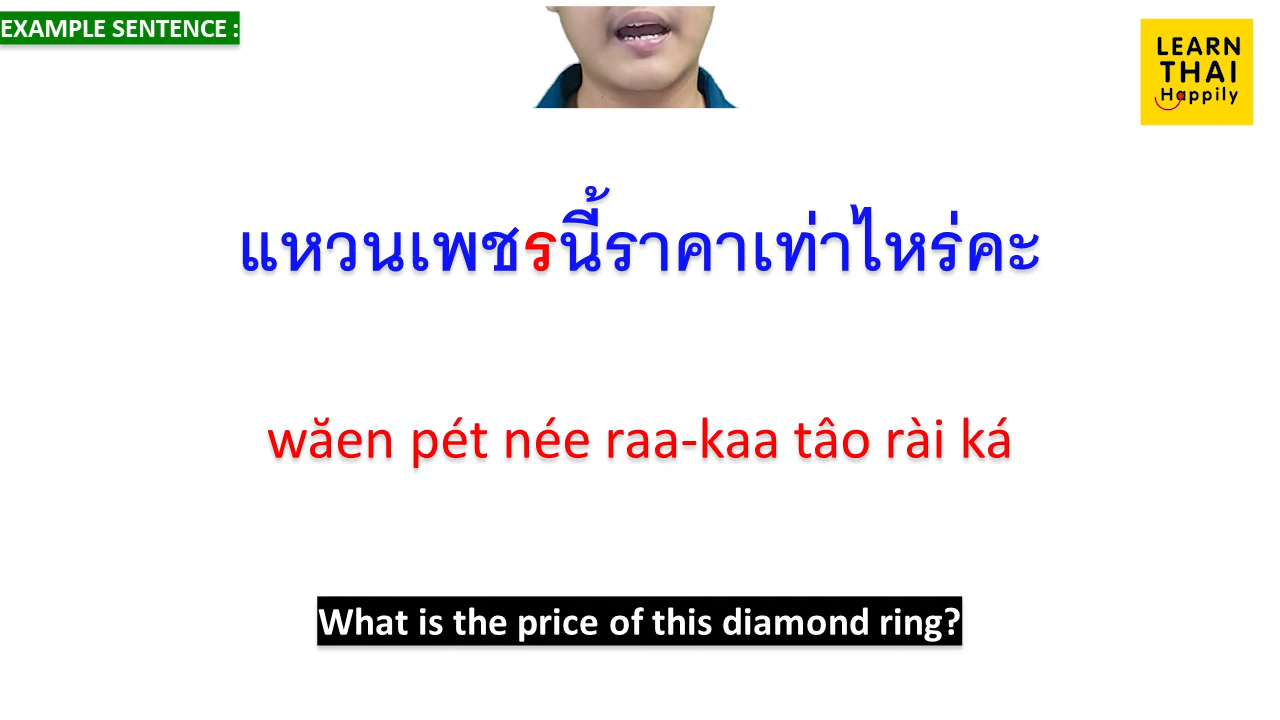 EXAMPLE SENTENCE :
LEARN
THAI
Happily
แหวนเพชรนี้ราคาเท่าไหร่คะ
wăen pét née raa-kaa tâo rài ká
What is the price of this diamond ring?